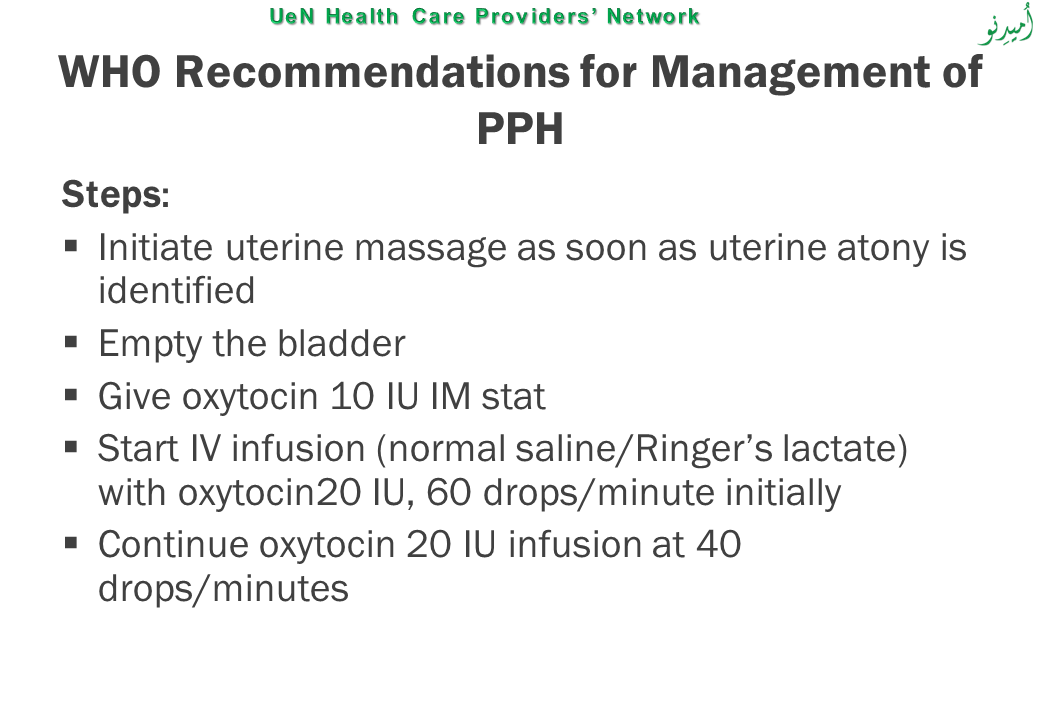 UeN Health Care Providers’ Network
أُميدِنو
WHO Recommendations for Management of
PPH
Steps:
▪ Initiate uterine massage as soon as uterine atony is
identified
▪ Empty the bladder
▪ Give oxytocin 10 IU IM stat
▪ Start IV infusion (normal saline/Ringer’s lactate)
with oxytocin20 IU, 60 drops/minute initially
▪ Continue oxytocin 20 IU infusion at 40
drops/minutes